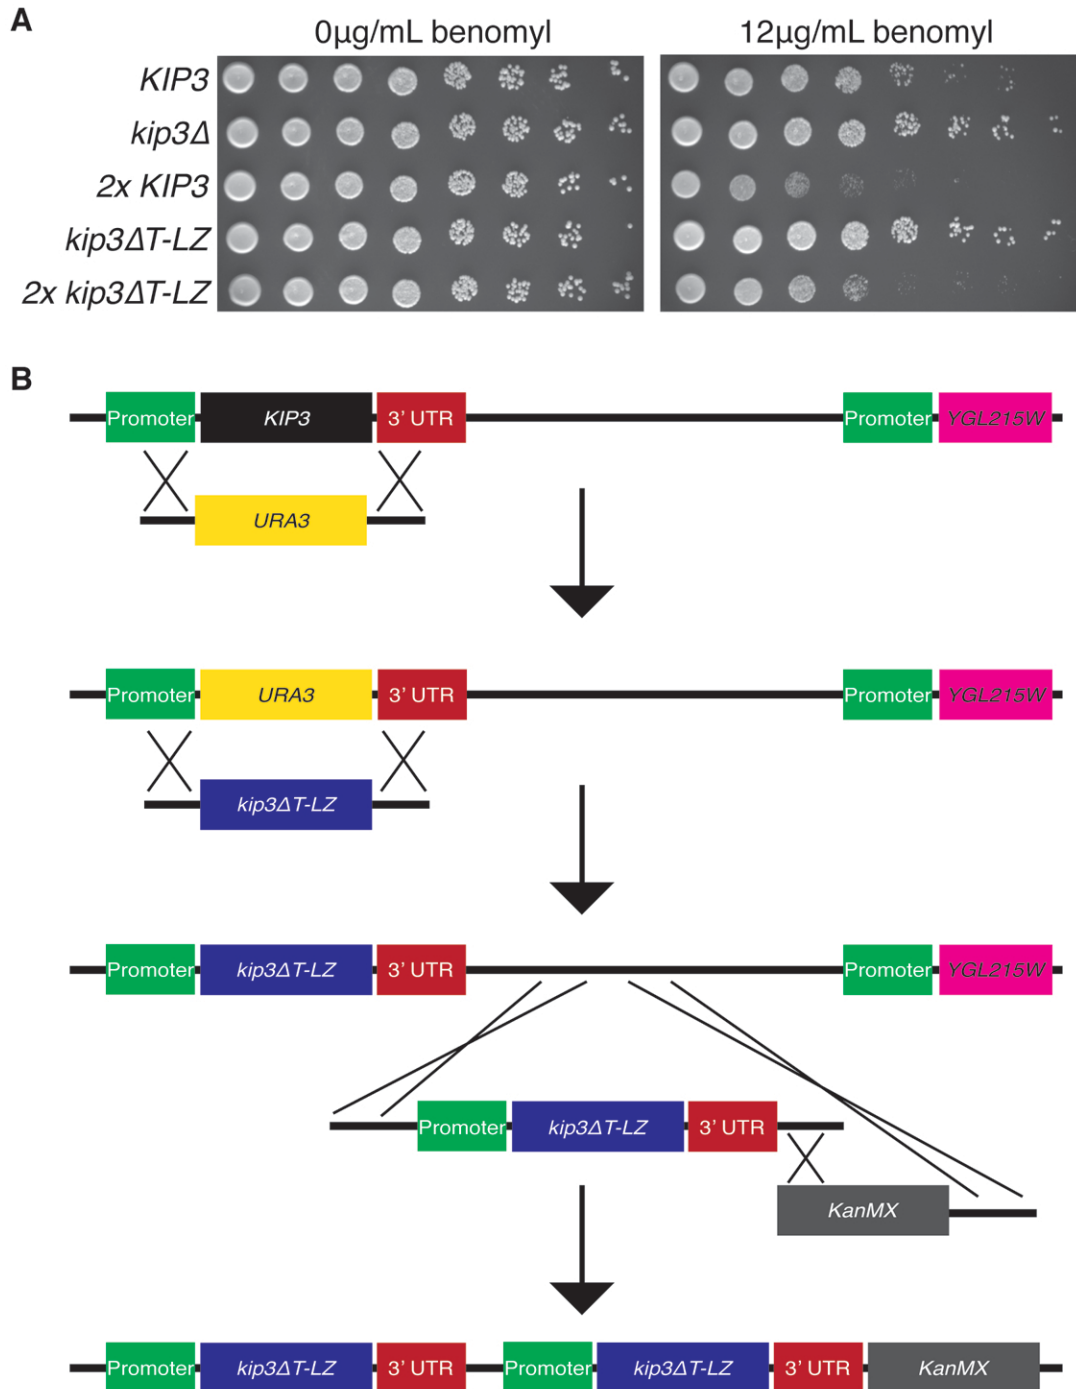 A
0µg/mL benomyl 12µg/mL benomyl
KIP3
kip3Δ
2x KIP3
kip3ΔT-LZ
2x kip3ΔT-LZ
B
Promoter KIP3 3' UTR Promoter YGL215W
URA3
Promoter URA3 3' UTR Promoter YGL215W
kip3ΔT-LZ
Promoter kip3ΔT-LZ 3' UTR Promoter YGL215W
Promoter kip3ΔT-LZ 3' UTR
KanMX
Promoter kip3ΔT-LZ 3' UTR Promoter kip3ΔT-LZ 3' UTR KanMX